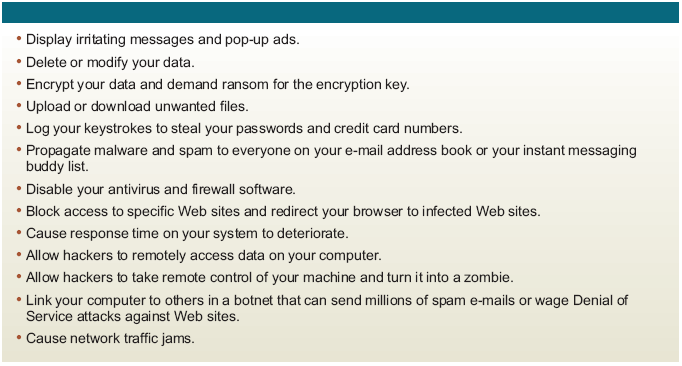 • Display irritating messages and pop-up ads.
• Delete or modify your data.
• Encrypt your data and demand ransom for the encryption key.
• Upload or download unwanted files.
• Log your keystrokes to steal your passwords and credit card numbers.
• Propagate malware and spam to everyone on your e-mail address book or your instant messaging
buddy list.
• Disable your antivirus and firewall software.
• Block access to specific Web sites and redirect your browser to infected Web sites.
• Cause response time on your system to deteriorate.
• Allow hackers to remotely access data on your computer.
• Allow hackers to take remote control of your machine and turn it into a zombie.
• Link your computer to others in a botnet that can send millions of spam e-mails or wage Denial of
Service attacks against Web sites.
• Cause network traffic jams.